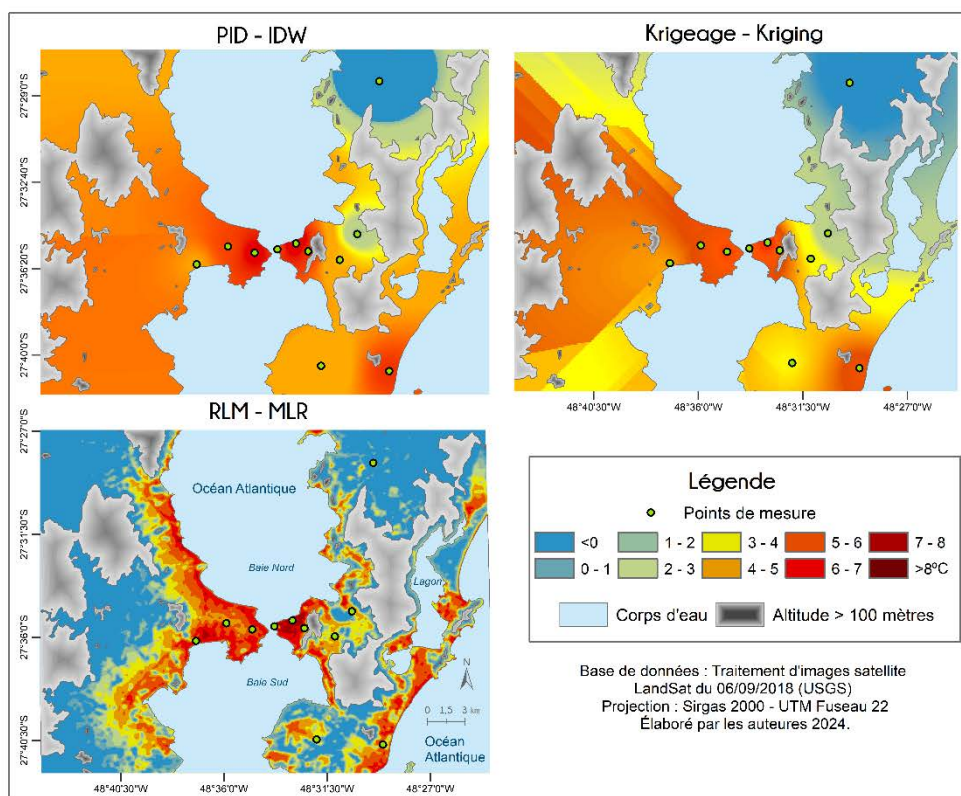 PID - IDW
Krigeage - Kriging
27°29'0"S
27°32'40"S
27°36'20"S
27°40'0"S
48°40'30"W
48°36'0"W
48°31'30"W
48°27'0"W
RLM - MLR
27°27'0"S
27°31'30"S
27°36'0"S
27°40'30"S
Océan Atlantique
Baie Nord
Lagon
Baie Sud
N
0 1,5 3 km
Océan
Atlantique
48°40'30"W
48°36'0"W
48°31'30"W
48°27'0"W
Légende
Points de mesure
<0
1 - 2
3 - 4
5 - 6
7 - 8
0 - 1
2 - 3
4 - 5
6 - 7
>8ºC
Corps d'eau
Altitude > 100 mètres
Base de données : Traitement d'images satellite
LandSat du 06/09/2018 (USGS)
Projection : Sirgas 2000 - UTM Fuseau 22
Élaboré par les auteures 2024.